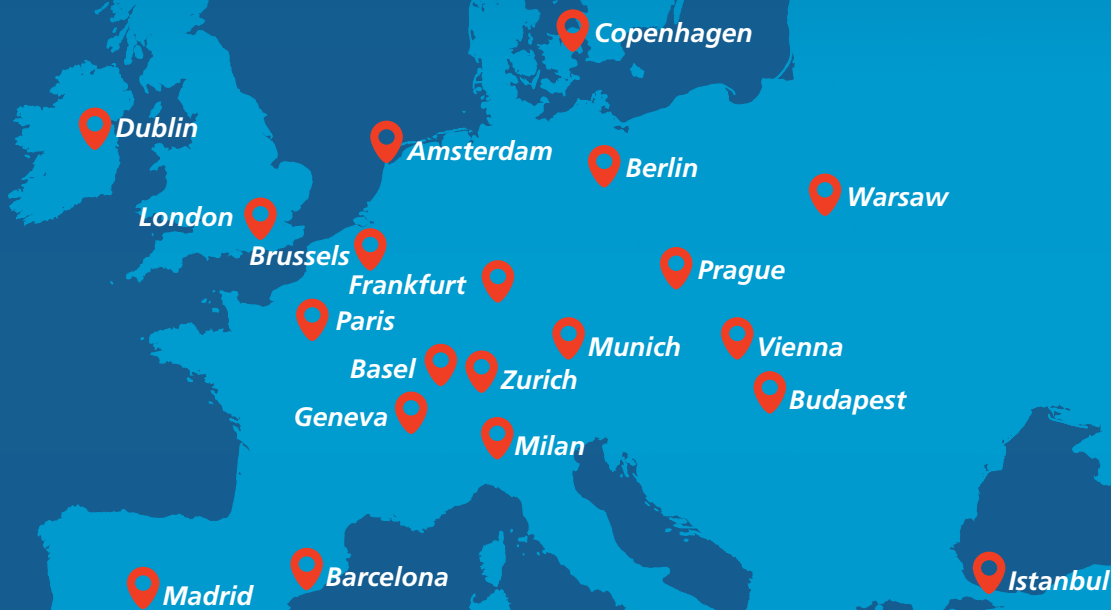 Copenhagen
Dublin
Amsterdam
Berlin
Warsaw
London
Brussels
Prague
Frankfurt
Paris
Munich
Vienna
Basel
Zurich
Budapest
Geneva
Milan
Barcelona
Istanbul
Madrid